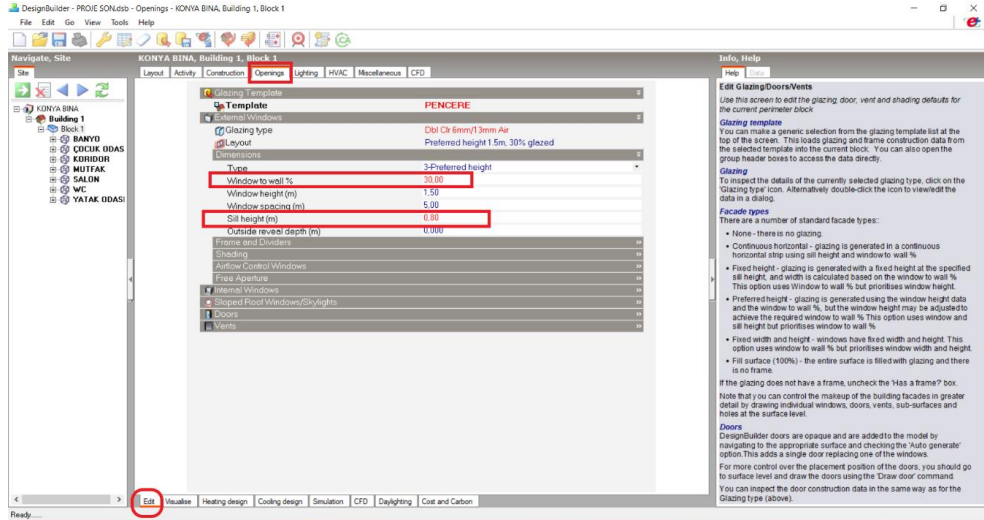 DesignBuilder - PROJE SON.dsb - Openings - KONYA BINA, Building 1, Block 1
File Edit Go View Tools Help
Navigate, Site
Site
KONYA BINA
Building 1
Block 1
BANYO
ÇOCUK ODAS
KORIDOR
MUTFAK
SALON
WC
YATAK ODASI
KONYA BINA, Building 1, Block 1
Layout Activity Construction Openings Lighting HVAC Miscellaneous CFD
Glazing Template
Template PENCERE
External Windows
Glazing type Dbl Clr 6mm/13mm Air
Layout Preferred height 1.5m, 30% glazed
Dimensions
Type 3-Preferred height
Window to wall % 30,00
Window height (m) 1,50
Window spacing (m) 5,00
Sill height (m) 0,80
Outside reveal depth (m) 0,000
Frame and Dividers
Shading
Airflow Control Windows
Free Aperture
Internal Windows
Sloped Roof Windows/Skylights
Doors
Vents
Edit Visualise Heating design Cooling design Simulation CFD Daylighting Cost and Carbon
Info, Help
Help Data
Edit Glazing/Doors/Vents
Use this screen to edit the glazing, door, vent and shading defaults for
the current perimeter block
Glazing template
You can make a generic selection from the glazing template list at the
top of the screen. This loads glazing and frame construction data from
the selected template into the current block. You can also open the
group header boxes to access the data directly.
Glazing
To inspect the details of the currently selected glazing type, click on the
'Glazing type' icon. Alternatively double-click the icon to view/edit the
data in a dialog.
Facade types
There are a number of standard facade types::
• None - there is no glazing.
• Continuous horizontal - glazing is generated in a continuous
horizontal strip using sill height and window to wall %
• Fixed height - glazing is generated with a fixed height at the specified
sill height, and width is calculated based on the window to wall %
This option uses Window to wall % but prioritises window height.
• Preferred height - glazing is generated using the window height data
and the window to wall %, but the window height may be adjusted to
achieve the required window to wall % This option uses window and
sill height but prioritises window to wall %
• Fixed width and height - windows have fixed width and height. This
option uses window to wall % but prioritises window width and height.
• Fill surface (100%) - the entire surface is filled with glazing and there
is no frame.
If the glazing does not have a frame, uncheck the 'Has a frame?' box.
Note that you can control the makeup of the building facades in greater
detail by drawing individual windows, doors, vents, sub-surfaces and
holes at the surface level.
Doors
DesignBuilder doors are opaque and are added to the model by
navigating to the appropriate surface and checking the 'Auto generate'
option. This adds a single door replacing one of the windows.
For more control over the placement position of the doors, you should go
to surface level and draw the doors using the 'Draw door' command.
You can inspect the door construction data in the same way as for the
Glazing type (above).
Ready.....